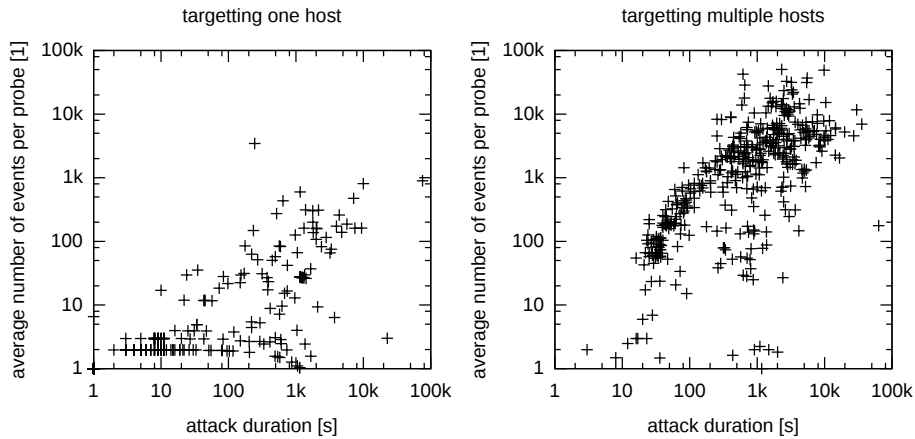 targetting one host
average number of events per probe [1]
100k
10k
1k
100
10
1
1 10 100 1k 10k 100k
attack duration [s]
targetting multiple hosts
average number of events per probe [1]
100k
10k
1k
100
10
1
1 10 100 1k 10k 100k
attack duration [s]